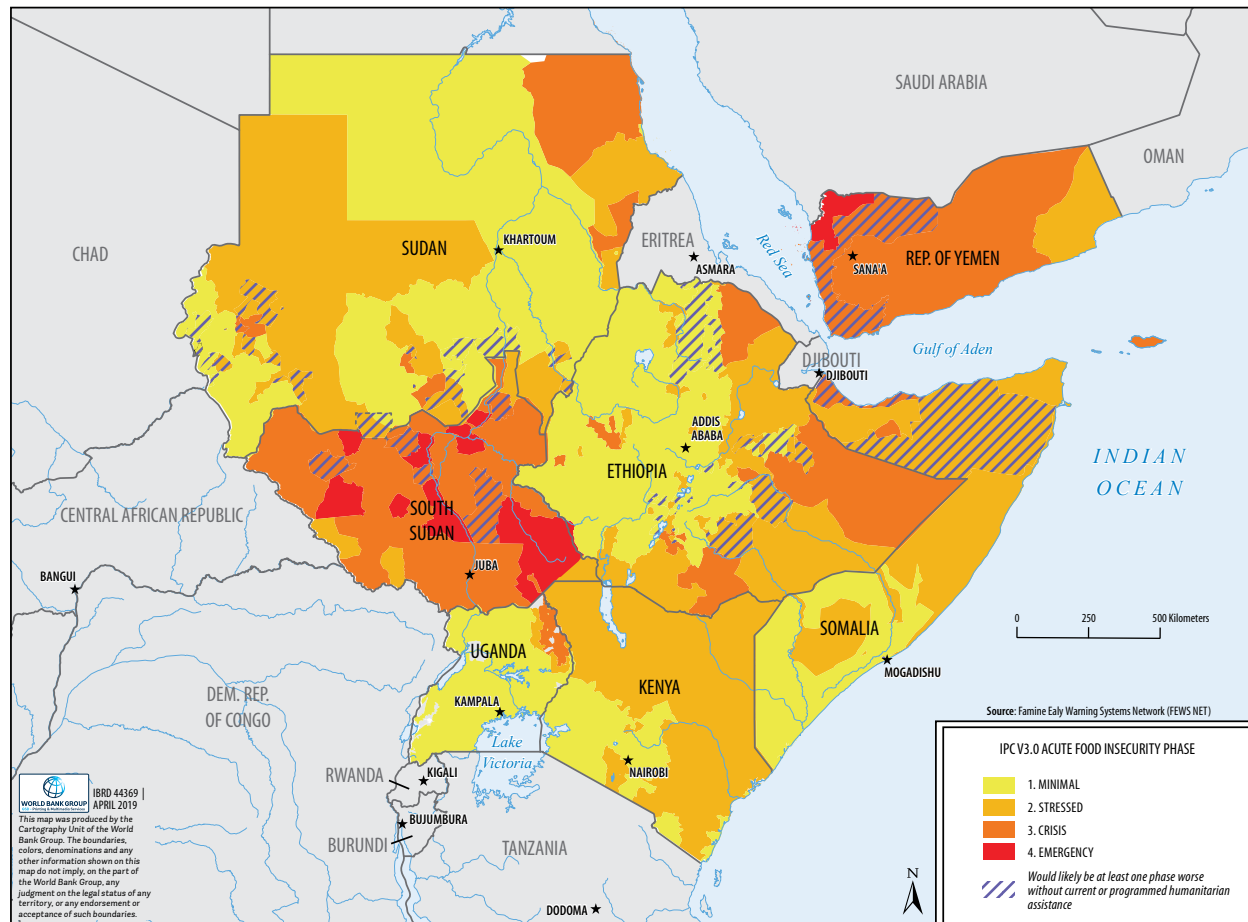 SAUDI ARABIA
OMAN
CHAD
SUDAN
KHARTOUM
ERITREA
ASMARA
Red Sea
SANA'A
REP. OF YEMEN
Gulf of Aden
DJIBOUTI
DJIBOUTI
ADDIS
ABABA
ETHIOPIA
INDIAN
OCEAN
CENTRAL AFRICAN REPUBLIC
SOUTH
SUDAN
BANGUI
JUBA
SOMALIA
MOGADISHU
UGANDA
KENYA
KAMPALA
Lake
Victoria
NAIROBI
DEM. REP.
OF CONGO
RWANDA
KIGALI
BUJUMBURA
BURUNDI
TANZANIA
DODOMA
0 250 500 Kilometers
Source: Famine Ealy Warning Systems Network (FEWS NET)
IPC V3.0 ACUTE FOOD INSECURITY PHASE
1. MINIMAL
2. STRESSED
3. CRISIS
4. EMERGENCY
Would likely be at least one phase worse
without current or programmed humanitarian
assistance
N
WORLD BANK GROUP
IBRD 44369 |
APRIL 2019
This map was produced by the
Cartography Unit of the World
Bank Group. The boundaries,
colors, denominations and any
other information shown on this
map do not imply, on the part of
the World Bank Group, any
judgment on the legal status of any
territory, or any endorsement or
acceptance of such boundaries.